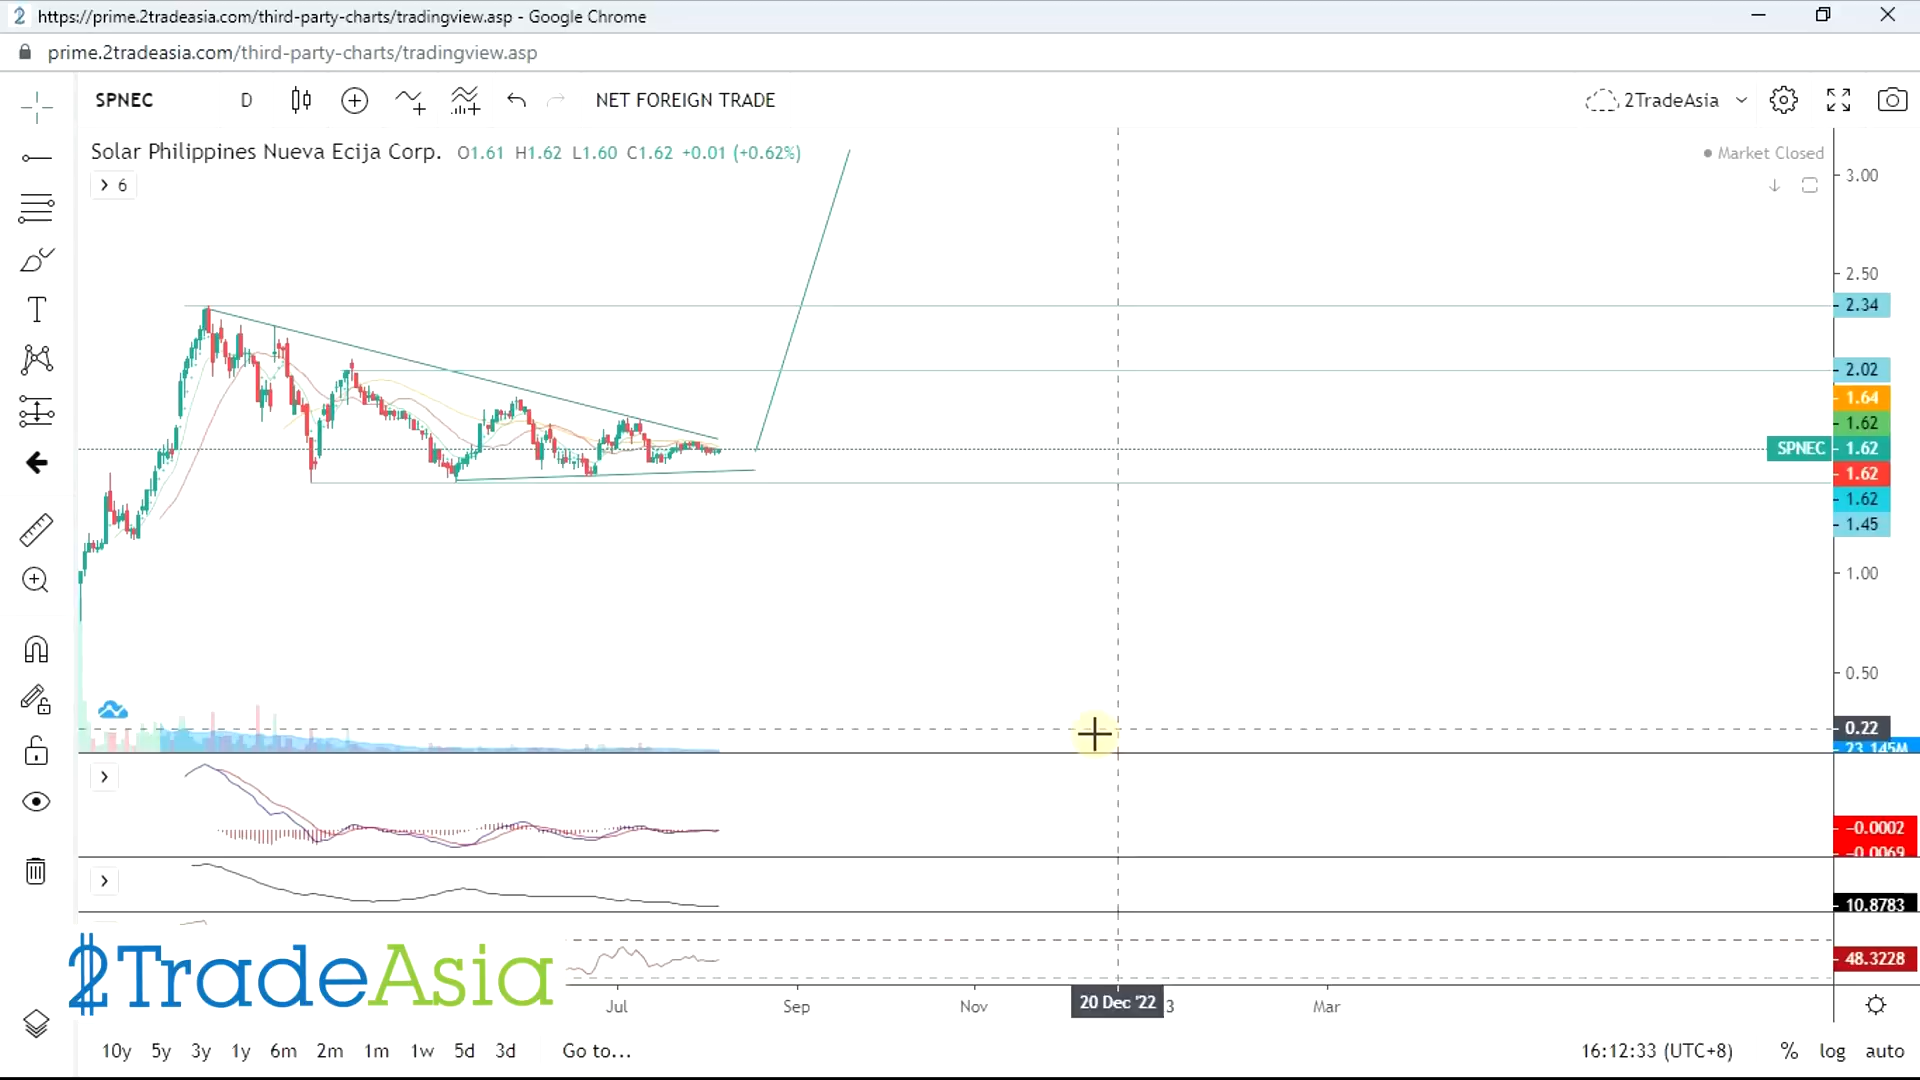 https://prime.2tradeasia.com/third-party-charts/tradingview.asp - Google Chrome
prime.2tradeasia.com/third-party-charts/tradingview.asp
SPNEC D NET FOREIGN TRADE 2TradeAsia
Solar Philippines Nueva Ecija Corp. O1.61 H1.62 L1.60 C1.62 +0.01 (+0.62%)
Market Closed
3.00
6
2.50
2.34
2.02
1.64
1.62
SPNEC 1.62
1.62
1.62
1.45
1.00
0.50
0.22
23.145M
−0.0002
−0.0069
10.8783
48.3228
2TradeAsia
Jul Sep Nov 20 Dec '22 3 Mar
10y 5y 3y 1y 6m 2m 1m 1w 5d 3d Go to... 16:12:33 (UTC+8) % log auto